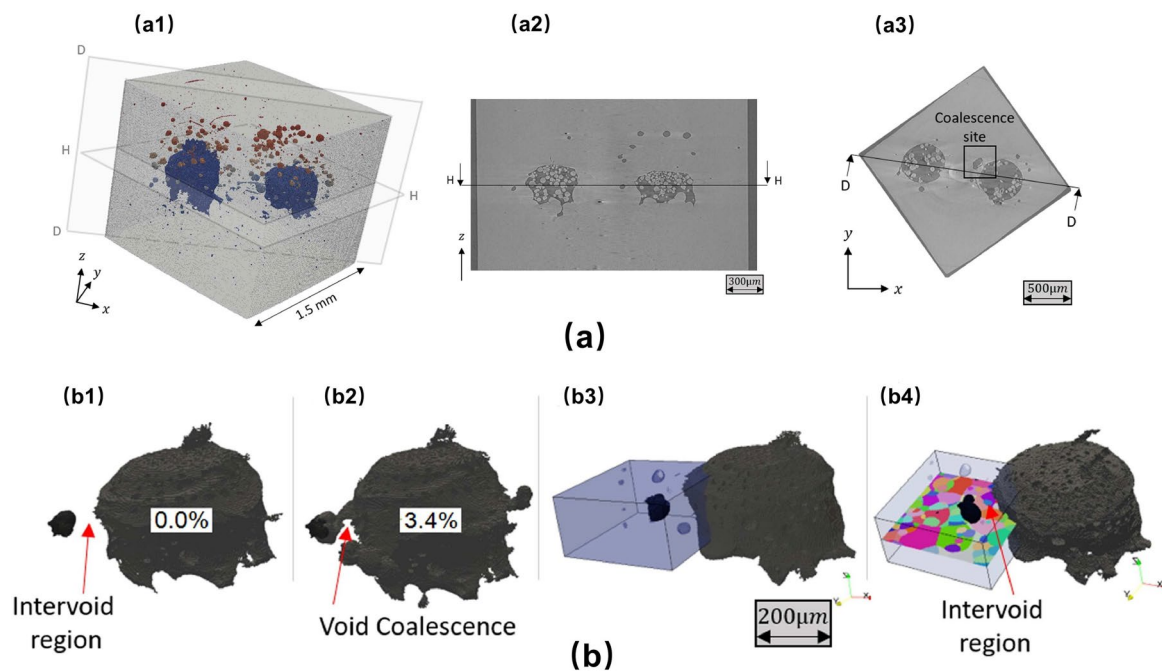 (a1)
(a2)
(a3)
D
H
H
D
z
y
x
1.5 mm
H
H
z
300μm
Coalescence
site
D
D
y
x
500μm
(a)
(b1)
(b2)
(b3)
(b4)
0.0%
3.4%
Intervoid
region
Void Coalescence
200μm
Intervoid
region
Z
Y
X
Z
Y
X
(b)